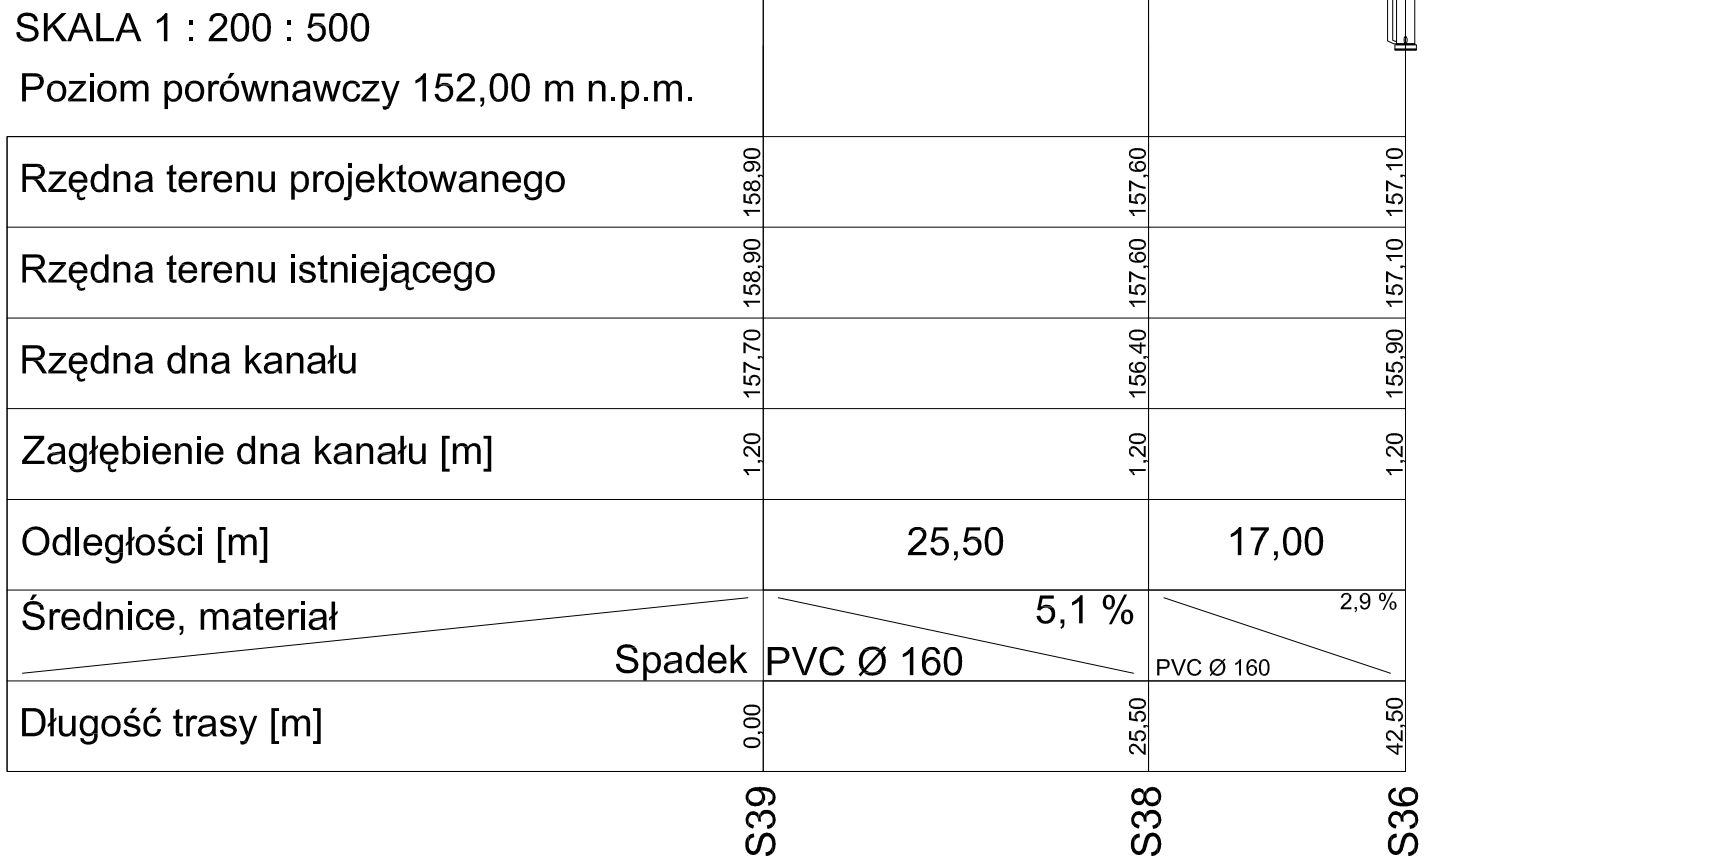 SKALA 1 : 200 : 500
Poziom porównawczy 152,00 m n.p.m.
Rzędna terenu projektowanego 158,90 157,60 157,10
Rzędna terenu istniejącego 158,90 157,60 157,10
Rzędna dna kanału 157,70 156,40 155,90
Zagłębienie dna kanału [m] 1,20 1,20 1,20
Odległości [m] 25,50 17,00
Średnice, materiał 5,1 % 2,9 %
Spadek PVC Ø 160 PVC Ø 160
Długość trasy [m] 0,00 25,50 42,50
S39 S38 S36